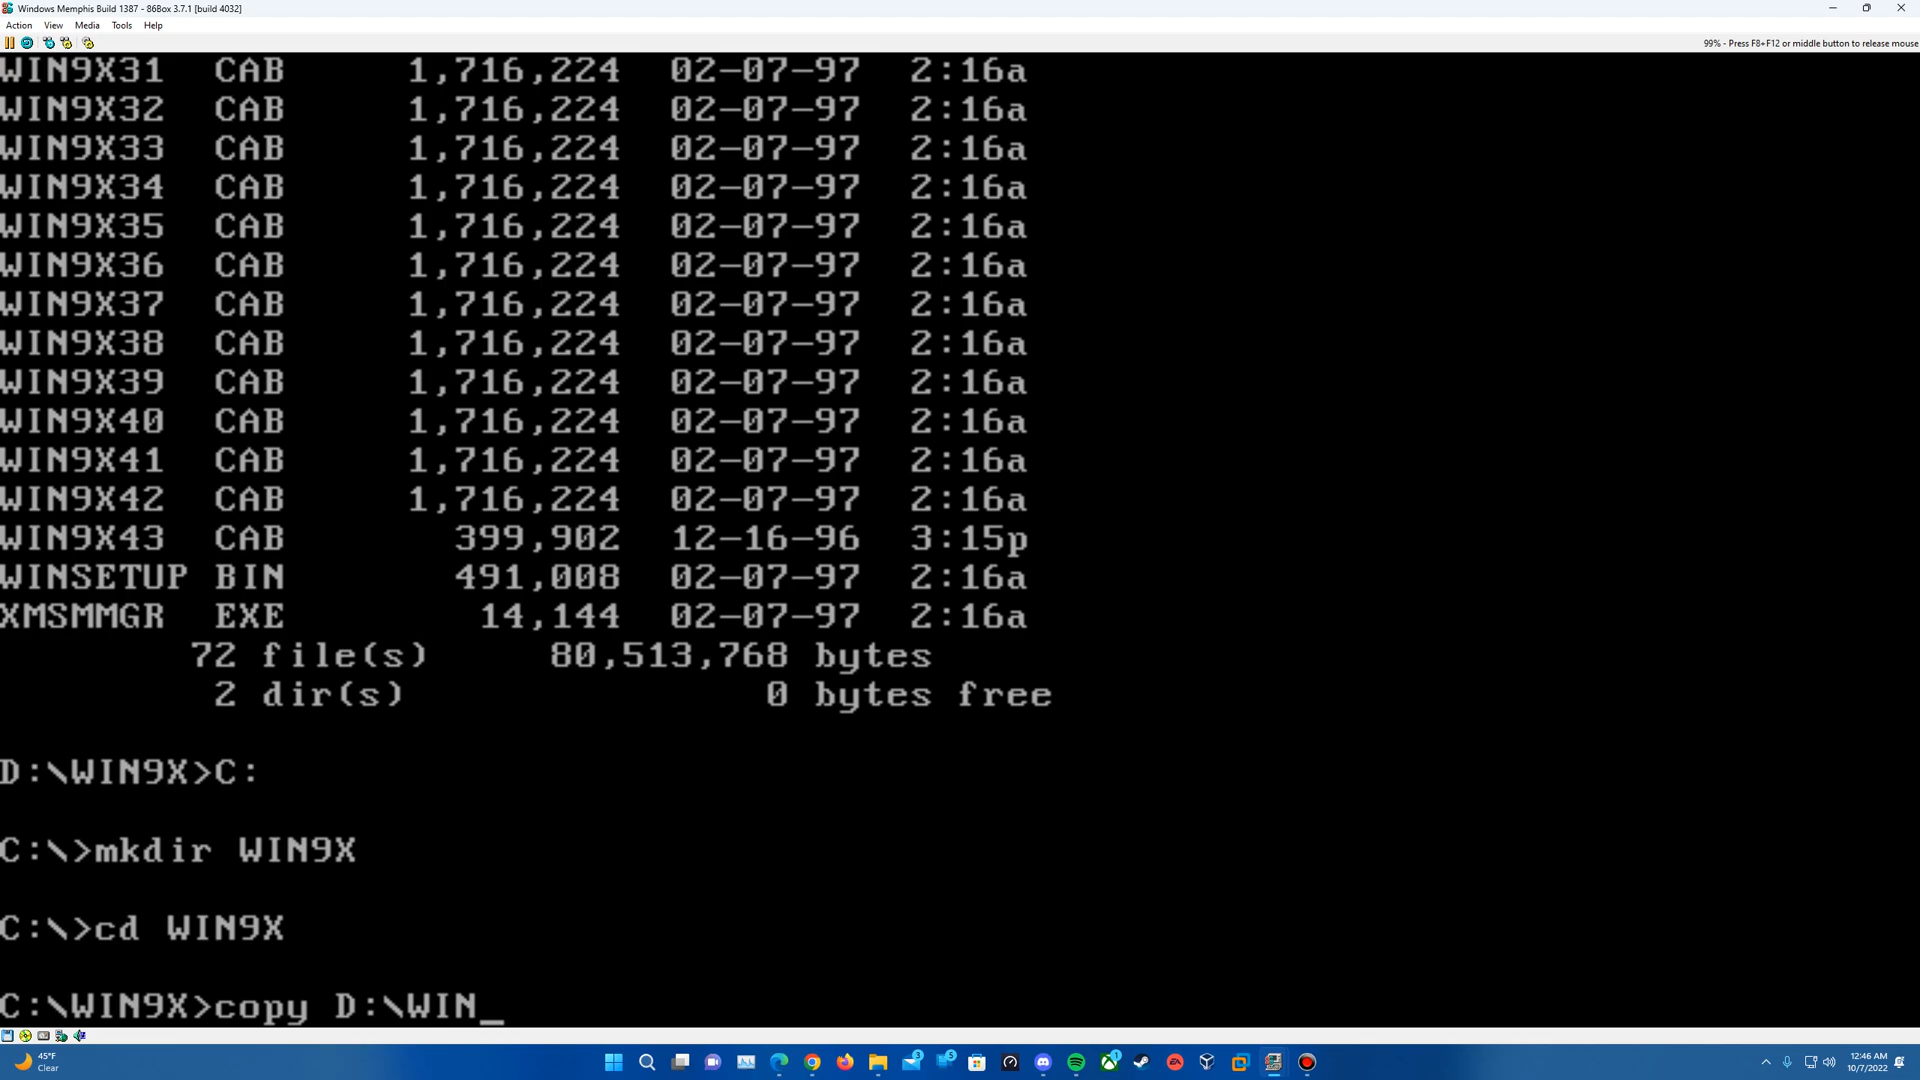 Windows Memphis Build 1387 - 86Box 3.7.1 [build 4032]
Action View Media Tools Help
99% - Press F8+F12 or middle button to release mouse
WIN9X31 CAB 1,716,224 02-07-97 2:16a
WIN9X32 CAB 1,716,224 02-07-97 2:16a
WIN9X33 CAB 1,716,224 02-07-97 2:16a
WIN9X34 CAB 1,716,224 02-07-97 2:16a
WIN9X35 CAB 1,716,224 02-07-97 2:16a
WIN9X36 CAB 1,716,224 02-07-97 2:16a
WIN9X37 CAB 1,716,224 02-07-97 2:16a
WIN9X38 CAB 1,716,224 02-07-97 2:16a
WIN9X39 CAB 1,716,224 02-07-97 2:16a
WIN9X40 CAB 1,716,224 02-07-97 2:16a
WIN9X41 CAB 1,716,224 02-07-97 2:16a
WIN9X42 CAB 1,716,224 02-07-97 2:16a
WIN9X43 CAB 399,902 12-16-96 3:15p
WINSETUP BIN 491,008 02-07-97 2:16a
XMSMMGR EXE 14,144 02-07-97 2:16a
72 file(s) 80,513,768 bytes
2 dir(s) 0 bytes free
D:\WIN9X>C:
C:\>mkdir WIN9X
C:\>cd WIN9X
C:\WIN9X>copy D:\WIN_
45°F
Clear
3
5
1
EA
12:46 AM
10/7/2022